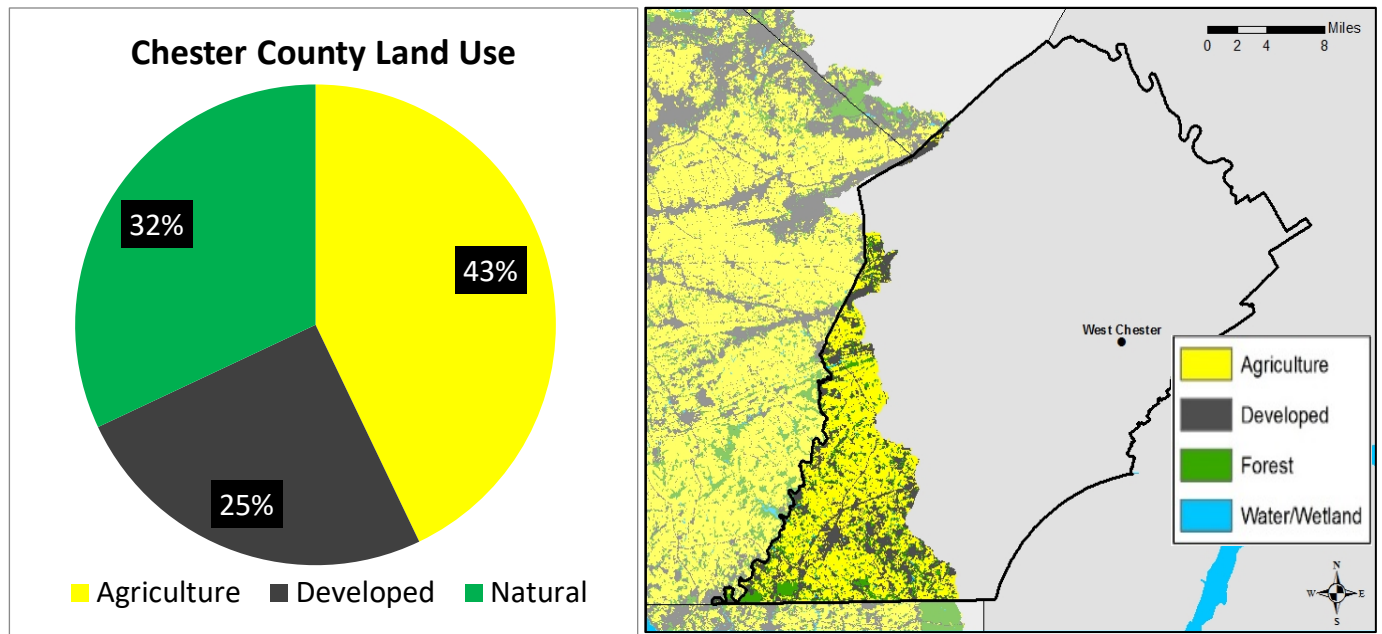 Chester County Land Use
32%
43%
25%
Agriculture Developed Natural
Miles
0 2 4 8
West Chester
Agriculture
Developed
Forest
Water/Wetland
N
W E
S